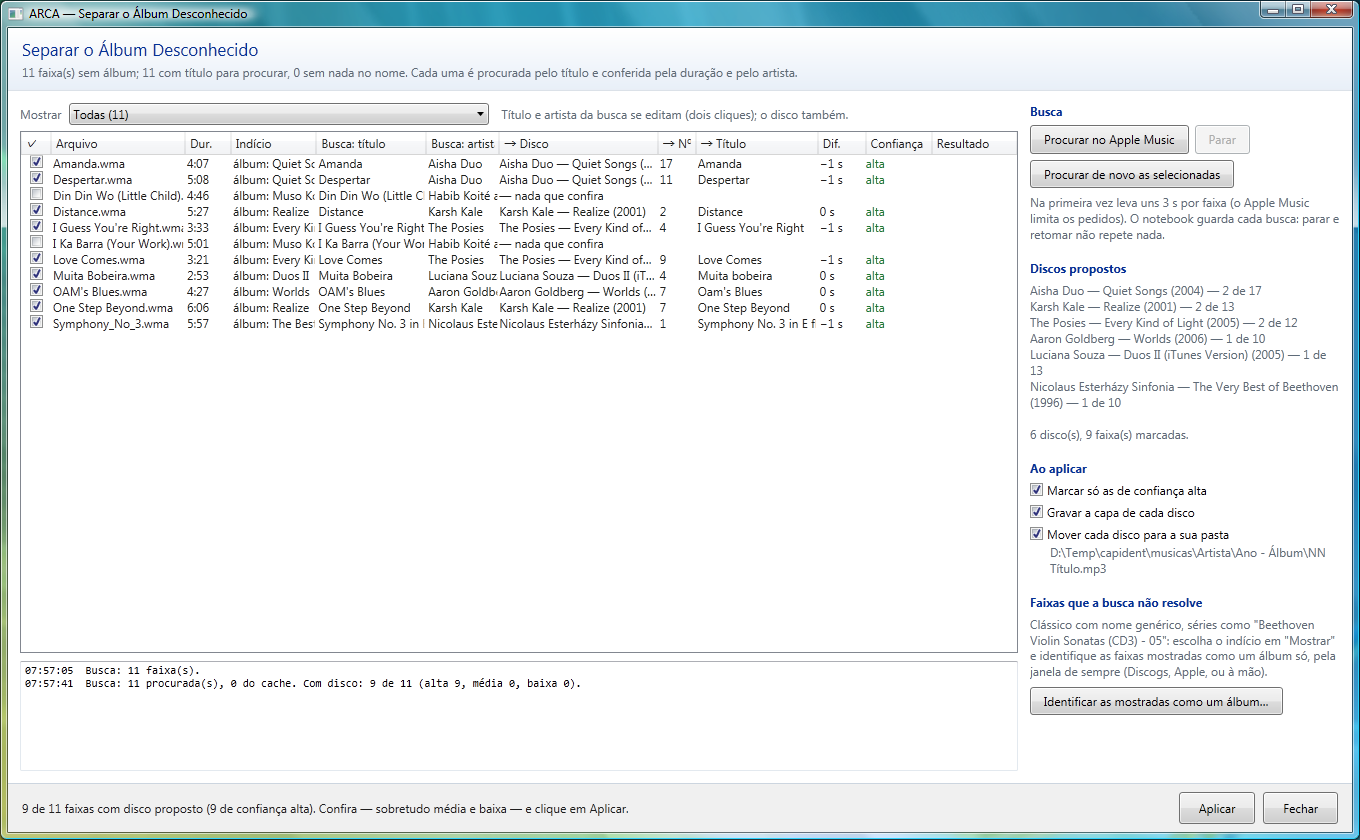 ARCA — Separar o Álbum Desconhecido
Separar o Álbum Desconhecido
11 faixa(s) sem álbum; 11 com título para procurar, 0 sem nada no nome. Cada uma é procurada pelo título e conferida pela duração e pelo artista.
Mostrar Todas (11) Título e artista da busca se editam (dois cliques); o disco também.
✓ Arquivo Dur. Indício Busca: título Busca: artist → Disco → Nº → Título Dif. Confiança Resultado
Amanda.wma 4:07 álbum: Quiet Sc Amanda Aisha Duo Aisha Duo — Quiet Songs (... 17 Amanda −1 s alta
Despertar.wma 5:08 álbum: Quiet Sc Despertar Aisha Duo Aisha Duo — Quiet Songs (... 11 Despertar −1 s alta
Din Din Wo (Little Child). 4:46 álbum: Muso K Din Din Wo (Little C Habib Koité a — nada que confira
Distance.wma 5:27 álbum: Realize Distance Karsh Kale Karsh Kale — Realize (2001) 2 Distance 0 s alta
I Guess You're Right.wma 3:33 álbum: Every Ki I Guess You're Right The Posies The Posies — Every Kind of... 4 I Guess You're Right −1 s alta
I Ka Barra (Your Work).w 5:01 álbum: Muso K I Ka Barra (Your Wo Habib Koité a — nada que confira
Love Comes.wma 3:21 álbum: Every Ki Love Comes The Posies The Posies — Every Kind of... 9 Love Comes −1 s alta
Muita Bobeira.wma 2:53 álbum: Duos II Muita Bobeira Luciana Souz Luciana Souza — Duos II (iT... 4 Muita bobeira 0 s alta
OAM's Blues.wma 4:27 álbum: Worlds OAM's Blues Aaron Goldb Aaron Goldberg — Worlds (... 7 Oam's Blues 0 s alta
One Step Beyond.wma 6:06 álbum: Realize One Step Beyond Karsh Kale Karsh Kale — Realize (2001) 7 One Step Beyond 0 s alta
Symphony_No_3.wma 5:57 álbum: The Bes Symphony No. 3 in Nicolaus Este Nicolaus Esterházy Sinfonia... 1 Symphony No. 3 in E f −1 s alta
07:57:05 Busca: 11 faixa(s).
07:57:41 Busca: 11 procurada(s), 0 do cache. Com disco: 9 de 11 (alta 9, média 0, baixa 0).
Busca
Procurar no Apple Music Parar
Procurar de novo as selecionadas
Na primeira vez leva uns 3 s por faixa (o Apple Music
limita os pedidos). O notebook guarda cada busca: parar e
retomar não repete nada.
Discos propostos
Aisha Duo — Quiet Songs (2004) — 2 de 17
Karsh Kale — Realize (2001) — 2 de 13
The Posies — Every Kind of Light (2005) — 2 de 12
Aaron Goldberg — Worlds (2006) — 1 de 10
Luciana Souza — Duos II (iTunes Version) (2005) — 1 de
13
Nicolaus Esterházy Sinfonia — The Very Best of Beethoven
(1996) — 1 de 10
6 disco(s), 9 faixa(s) marcadas.
Ao aplicar
Marcar só as de confiança alta
Gravar a capa de cada disco
Mover cada disco para a sua pasta
D:\Temp\capident\musicas\Artista\Ano - Álbum\NN
Título.mp3
Faixas que a busca não resolve
Clássico com nome genérico, séries como "Beethoven
Violin Sonatas (CD3) - 05": escolha o indício em "Mostrar"
e identifique as faixas mostradas como um álbum só, pela
janela de sempre (Discogs, Apple, ou à mão).
Identificar as mostradas como um álbum...
9 de 11 faixas com disco proposto (9 de confiança alta). Confira — sobretudo média e baixa — e clique em Aplicar.
Aplicar Fechar